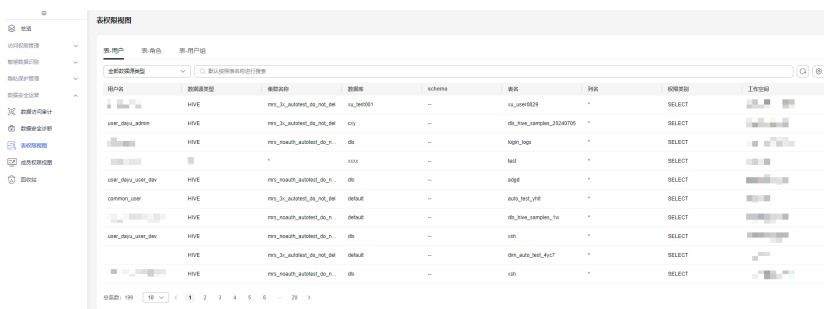 表权限视图
总览
访问权限管理
敏感数据识别
隐私保护管理
数据安全运营
数据访问审计
数据安全诊断
表权限视图
成员权限视图
回收站
表-用户 表-角色 表-用户组
全部数据源类型 默认按照表名称进行搜索
用户名 数据源类型 集群名称 数据库 schema 表名 列名 权限类别 工作空间
HIVE mrs_3x_autotest_do_not_del xu_test001 -- xu_user0829 * SELECT
user_dayu_admin HIVE mrs_3x_autotest_do_not_del cxy -- dls_hive_samples_20240705 * SELECT
HIVE mrs_noauth_autotest_do_n... dls -- login_logs * SELECT
* xxxx -- test * SELECT
user_dayu_user_dev HIVE mrs_noauth_autotest_do_n... dls -- adgd * SELECT
common_user HIVE mrs_3x_autotest_do_not_del default -- auto_test_yhlt * SELECT
HIVE mrs_noauth_autotest_do_n... default -- dls_hive_samples_1w * SELECT
user_dayu_user_dev HIVE mrs_noauth_autotest_do_n... dls -- xsh * SELECT
HIVE mrs_3x_autotest_do_not_del default -- dim_auto_test_4yc7 * SELECT
HIVE mrs_noauth_autotest_do_n... dls -- xsh * SELECT
总条数：199 10 < 1 2 3 4 5 6 ... 20 >